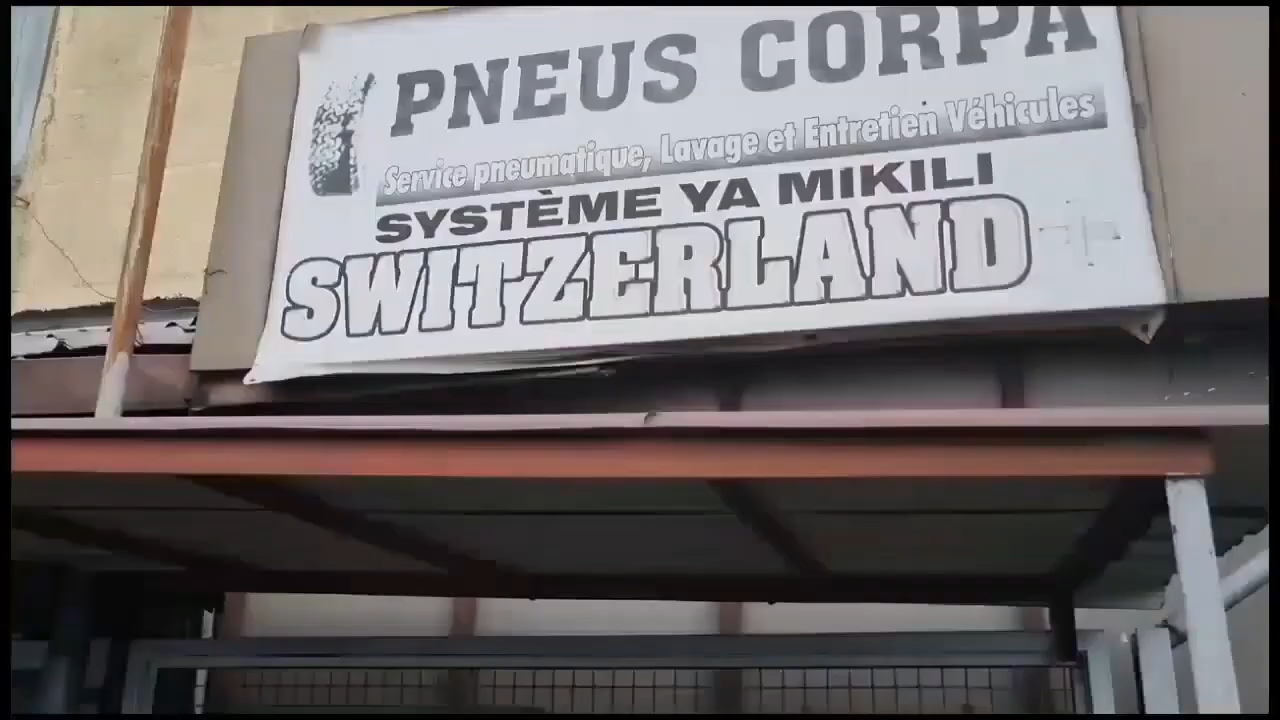 PNEUS CORPA
Service pneumatique, Lavage et Entretien Véhicules
SYSTÈME YA MIKILI
SWITZERLAND